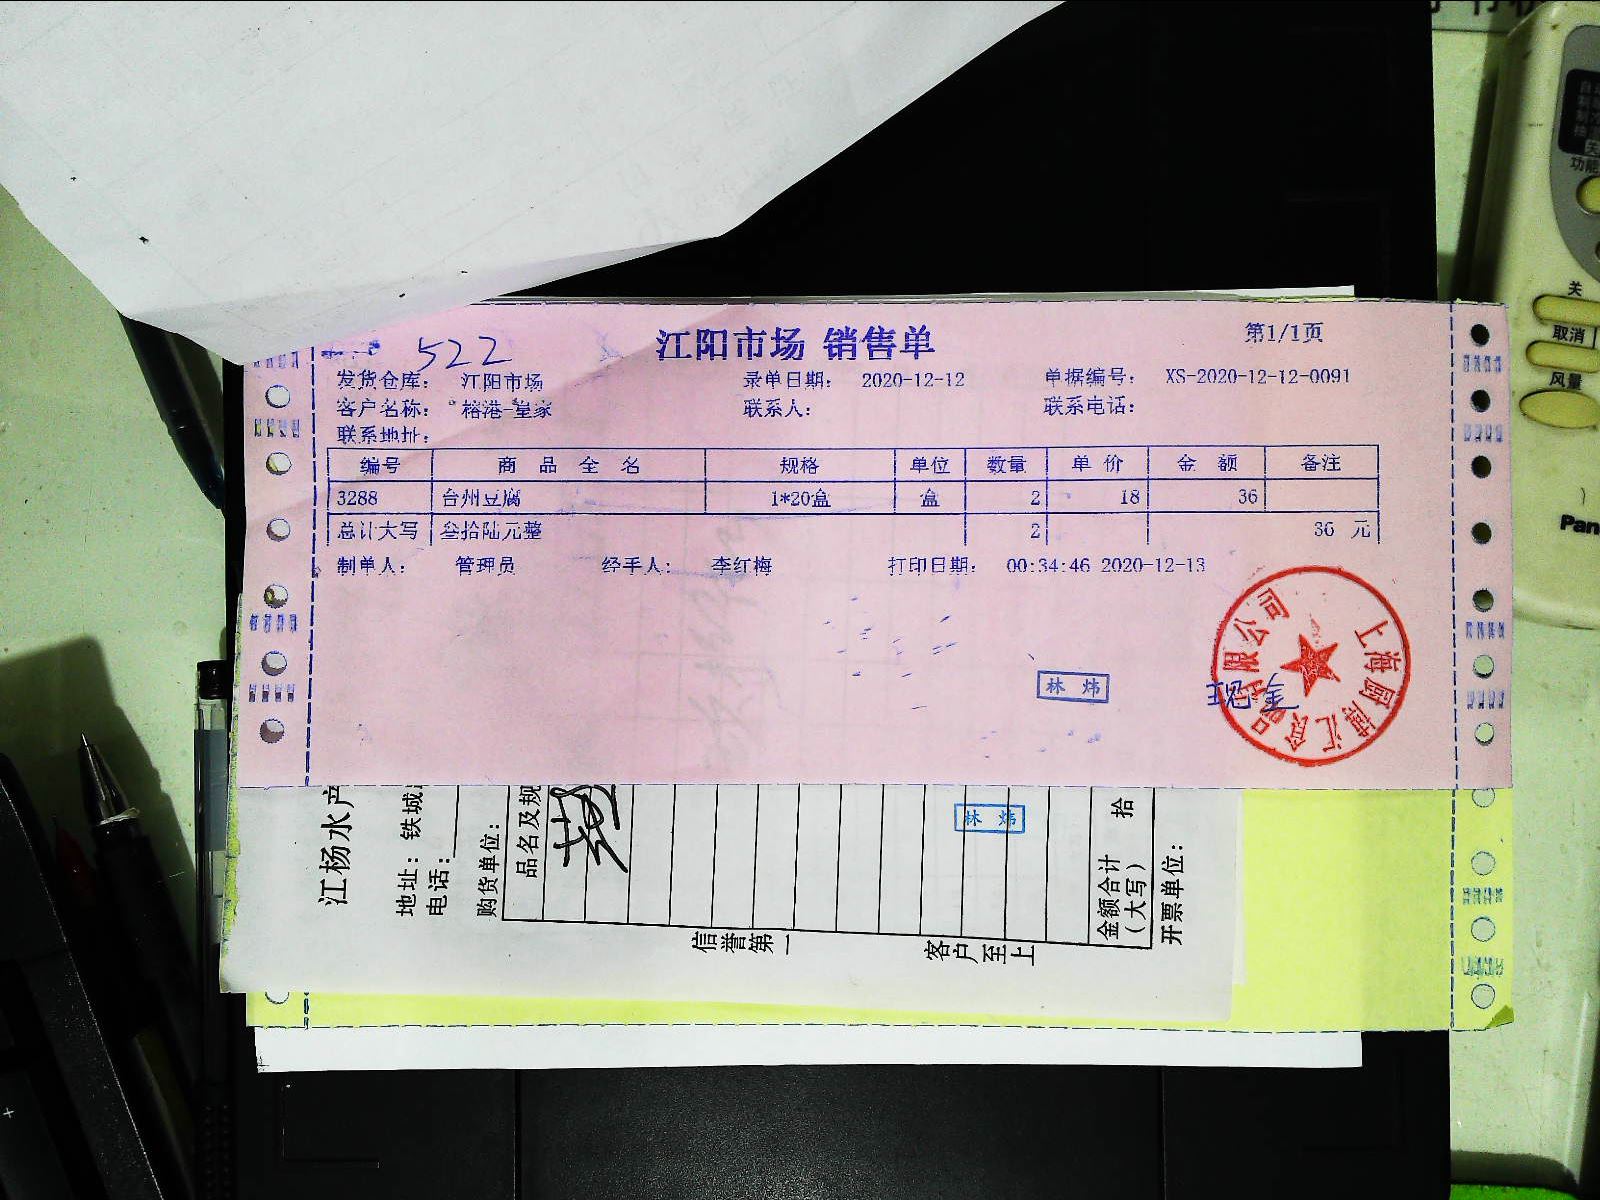 522
江阳市场 销售单
第1/1页
发货仓库： 江阳市场 录单日期： 2020-12-12 单据编号： XS-2020-12-12-0091
客户名称： 榕港-皇家 联系人： 联系电话：
联系地址：
编号 商品全名 规格 单位 数量 单价 金额 备注
3288 台州豆腐 1*20盒 盒 2 18 36
总计大写 叁拾陆元整 2 36 元
制单人： 管理员 经手人： 李红梅 打印日期： 00:34:46 2020-12-13
林炜
现金
江杨水产
地址：铁城
电话：
购货单位：
品名及规
林炜
金额合计
（大写）
拾
开票单位：
信誉第一
客户至上
关
取消
风量
功能
Pan